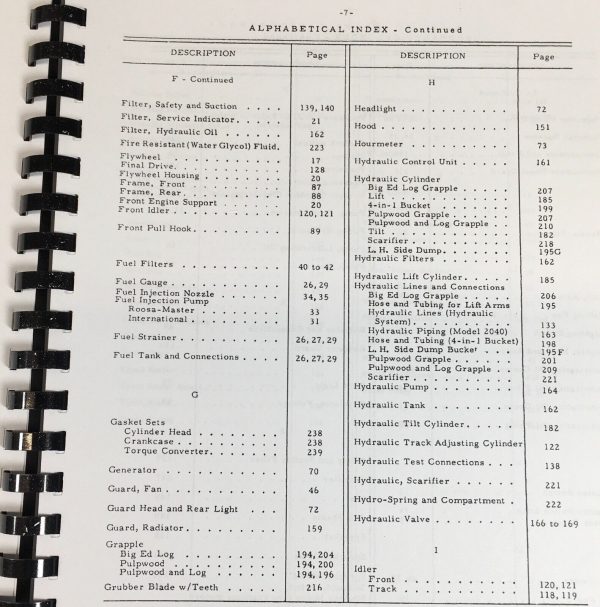 -7-
ALPHABETICAL INDEX - Continued
DESCRIPTION Page
F - Continued
Filter, Safety and Suction . . . . 139, 140
Filter, Service Indicator. . . . . 21
Filter, Hydraulic Oil . . . . . . 162
Fire Resistant (Water Glycol) Fluid. 223
Flywheel . . . . . . . . . . . 17
Final Drive. . . . . . . . . . . 128
Flywheel Housing . . . . . . . . 20
Frame, Front . . . . . . . . . 87
Frame, Rear. . . . . . . . . . 88
Front Engine Support . . . . . . 20
Front Idler. . . . . . . . . . . 120, 121
Front Pull Hook. . . . . . . . . 89
Fuel Filters . . . . . . . . . . 40 to 42
Fuel Gauge . . . . . . . . . . 26, 29
Fuel Injection Nozzle . . . . . . 34, 35
Fuel Injection Pump
Roosa-Master . . . . . . . . 33
International . . . . . . . . . 31
Fuel Strainer . . . . . . . . . 26, 27, 29
Fuel Tank and Connections . . . . 26, 27, 29
G
Gasket Sets
Cylinder Head . . . . . . . . 238
Crankcase . . . . . . . . . . 238
Torque Converter. . . . . . . 239
Generator . . . . . . . . . . . 70
Guard, Fan . . . . . . . . . . . 46
Guard Head and Rear Light . . . 72
Guard, Radiator. . . . . . . . . 159
Grapple
Big Ed Log . . . . . . . . . 194, 204
Pulpwood . . . . . . . . . . 194, 200
Pulpwood and Log . . . . . . 194, 196
Grubber Blade w/Teeth . . . . . 216
DESCRIPTION Page
H
Headlight . . . . . . . . . . . 72
Hood . . . . . . . . . . . . . 151
Hourmeter . . . . . . . . . . . 73
Hydraulic Control Unit . . . . . 161
Hydraulic Cylinder
Big Ed Log Grapple . . . . . . 207
Lift . . . . . . . . . . . . . 185
4-in-1 Bucket . . . . . . . . 199
Pulpwood Grapple . . . . . . . 207
Pulpwood and Log Grapple . . 210
Tilt . . . . . . . . . . . . . 182
Scarifier . . . . . . . . . . 218
L. H. Side Dump. . . . . . . . 195G
Hydraulic Filters . . . . . . . 162
Hydraulic Lift Cylinder. . . . . 185
Hydraulic Lines and Connections
Big Ed Log Grapple . . . . . . 206
Hose and Tubing for Lift Arms 195
Hydraulic Lines (Hydraulic
System) . . . . . . . . . . . 133
Hydraulic Piping (Model 2040) 163
Hose and Tubing (4-in-1 Bucket) 198
L. H. Side Dump Bucket . . . 195F
Pulpwood Grapple . . . . . . . 201
Pulpwood and Log Grapple . . 209
Scarifier . . . . . . . . . . 221
Hydraulic Pump . . . . . . . . 164
Hydraulic Tank . . . . . . . . 162
Hydraulic Tilt Cylinder. . . . . 182
Hydraulic Track Adjusting Cylinder 122
Hydraulic Test Connections . . . 138
Hydraulic, Scarifier . . . . . . 221
Hydro-Spring and Compartment . 222
Hydraulic Valve . . . . . . . . 166 to 169
I
Idler
Front . . . . . . . . . . . 120, 121
Track . . . . . . . . . . . 118, 119